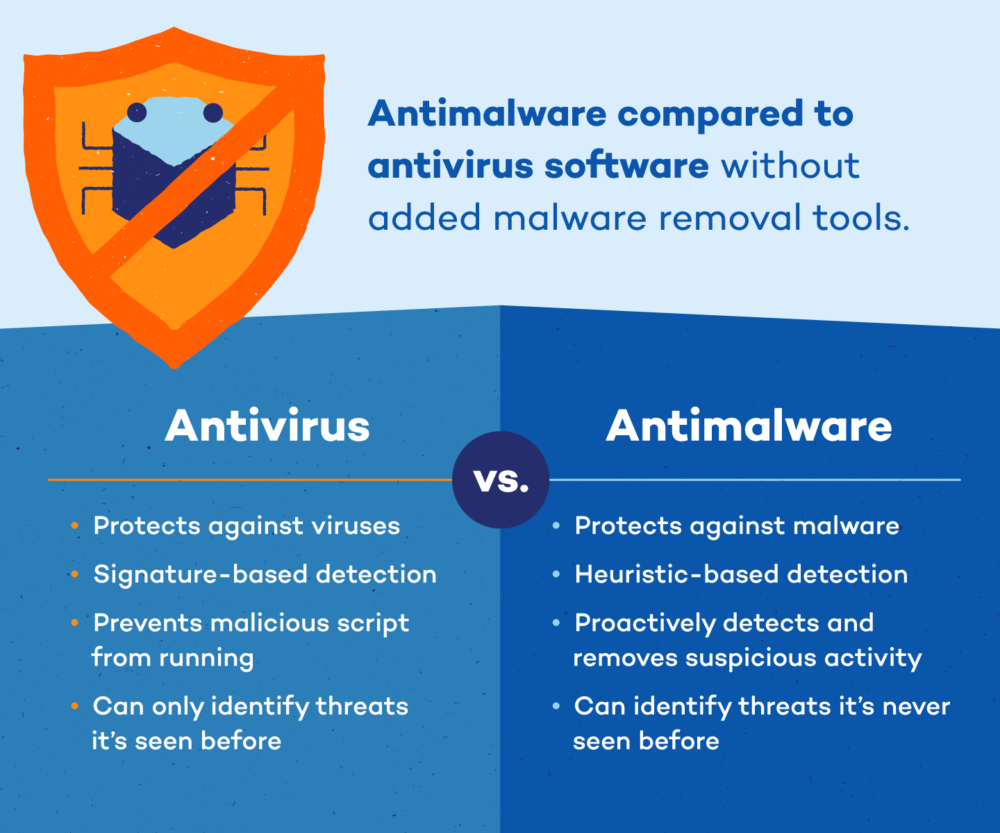 Antimalware compared to
antivirus software without
added malware removal tools.
Antivirus
vs.
Antimalware
• Protects against viruses
• Signature-based detection
• Prevents malicious script
from running
• Can only identify threats
it’s seen before
• Protects against malware
• Heuristic-based detection
• Proactively detects and
removes suspicious activity
• Can identify threats it’s never
seen before